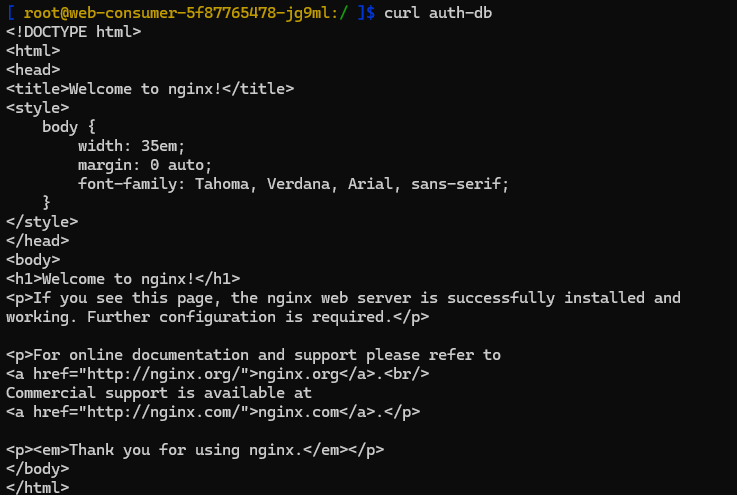 [ root@web-consumer-5f87765478-jg9ml:/ ]$ curl auth-db
<!DOCTYPE html>
<html>
<head>
<title>Welcome to nginx!</title>
<style>
    body {
        width: 35em;
        margin: 0 auto;
        font-family: Tahoma, Verdana, Arial, sans-serif;
    }
</style>
</head>
<body>
<h1>Welcome to nginx!</h1>
<p>If you see this page, the nginx web server is successfully installed and
working. Further configuration is required.</p>

<p>For online documentation and support please refer to
<a href="http://nginx.org/">nginx.org</a>.<br/>
Commercial support is available at
<a href="http://nginx.com/">nginx.com</a>.</p>

<p><em>Thank you for using nginx.</em></p>
</body>
</html>